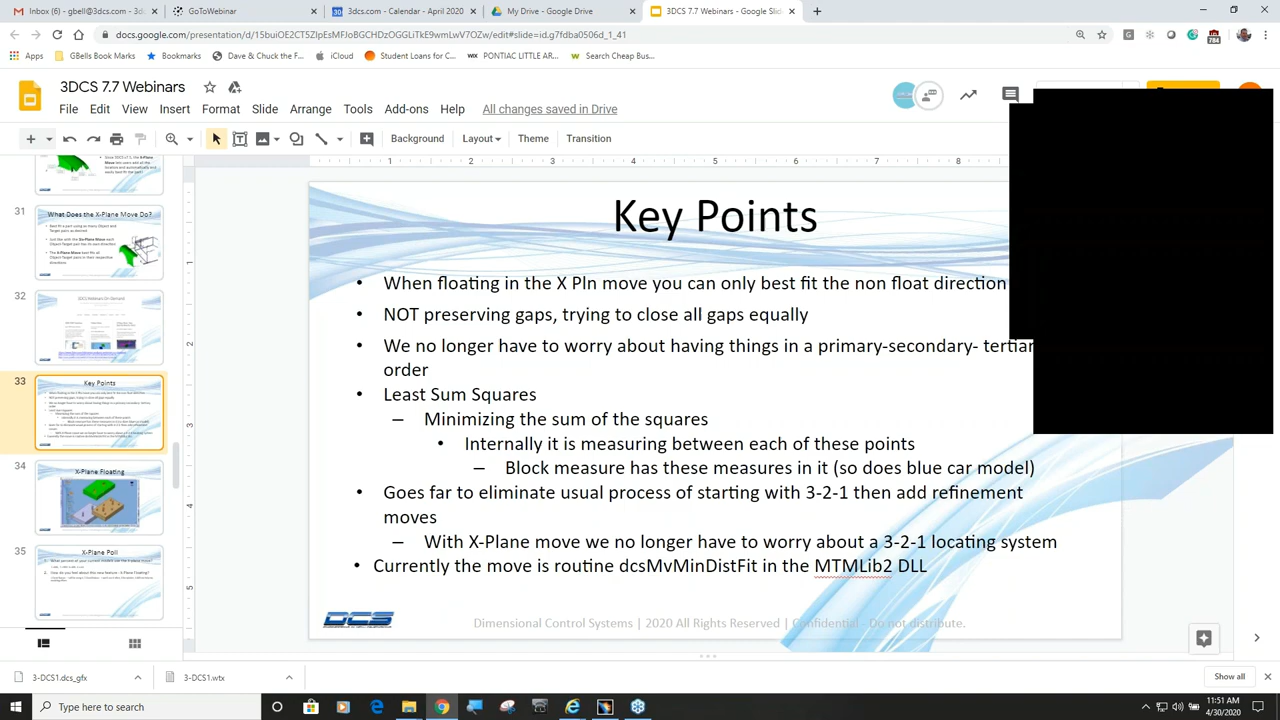 Inbox (3) - gbell@3dcs.com - 3D
GoToWebinar
3dcs.com - Calendar - April 2020
My Drive - Google Drive
3DCS 7.7 Webinars - Google Slides
docs.google.com/presentation/d/15buiOE2CT5ZIpEsMFJoBGCHDzOGGLiTkE9wmLwV7OZw/edit#slide=id.g7fdba0506d_1_41
784
Apps
GBells Book Marks
Bookmarks
Dave & Chuck the F...
iCloud
Student Loans for C...
WiX
PONTIAC LITTLE AR...
Search Cheap Bus...
3DCS 7.7 Webinars
File Edit View Insert Format Slide Arrange Tools Add-ons Help All changes saved in Drive
Background Layout Theme Transition
31
What Does the X-Plane Move Do?
32
33
Key Points
34
X-Plane Floating
35
X-Plane Poll
Key Points
• When floating in the X Pln move you can only best fit the non float direction
• NOT preserving gaps, trying to close all gaps equally
• We no longer have to worry about having things in a primary-secondary- tertiar
order
• Least Sum Squares
– Minimizing the sum of the squares
• Internally it is measuring between each of these points
– Block measure has these measures in it (so does blue car model)
• Goes far to eliminate usual process of starting with 3-2-1 then add refinement
moves
– With X-Plane move we no longer have to worry about a 3-2-1 locating system
• Currently the move is routine dcsMvMinDistFit in the MTMLib2 DLL
DCS
Dimensional Control Systems | 2020 All Rights Reserved | Confidential - Do not distribute.
3-DCS1.dcs_gfx
3-DCS1.wtx
Show all
Type here to search
11:51 AM
4/30/2020